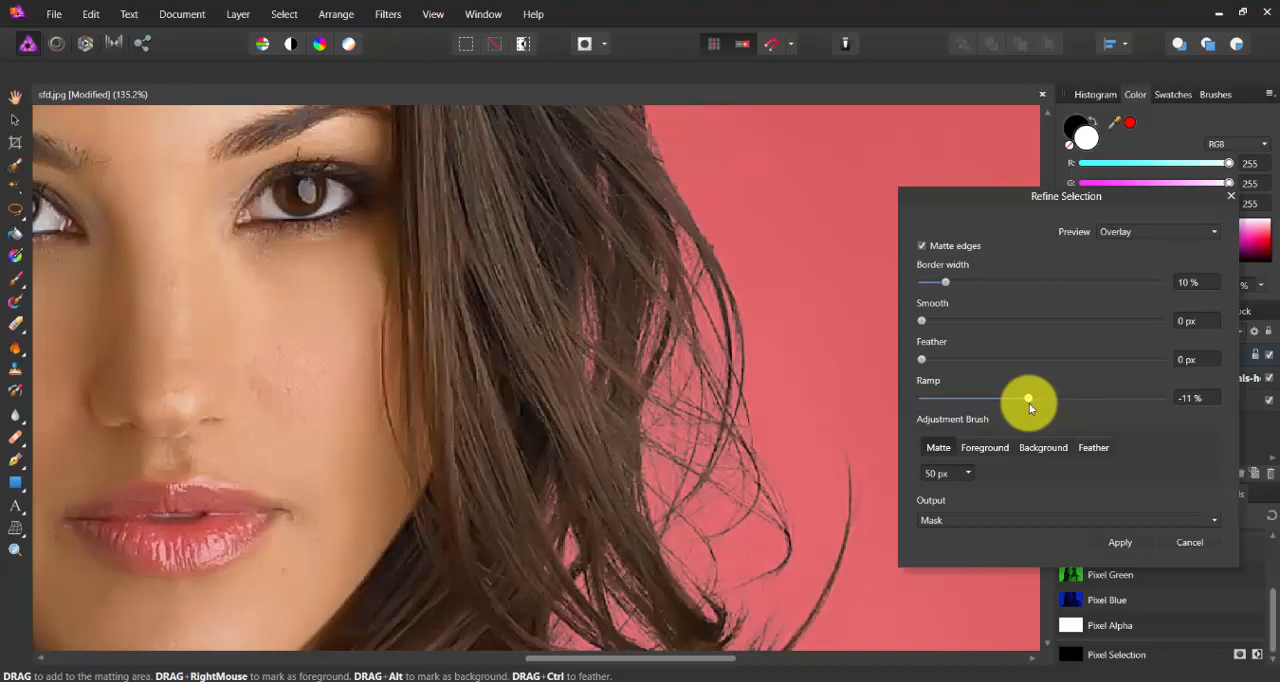 File Edit Text Document Layer Select Arrange Filters View Window Help
sfd.jpg [Modified] (135.2%)
Histogram Color Swatches Brushes
RGB
R: 255
G: 255
255
%
Refine Selection
Preview Overlay
Matte edges
Border width
10 %
Smooth
0 px
Feather
0 px
Ramp
-11 %
Adjustment Brush
Matte Foreground Background Feather
50 px
Output
Mask
Apply Cancel
Pixel Green
Pixel Blue
Pixel Alpha
Pixel Selection
DRAG to add to the matting area. DRAG+RightMouse to mark as foreground. DRAG+Alt to mark as background. DRAG+Ctrl to feather.